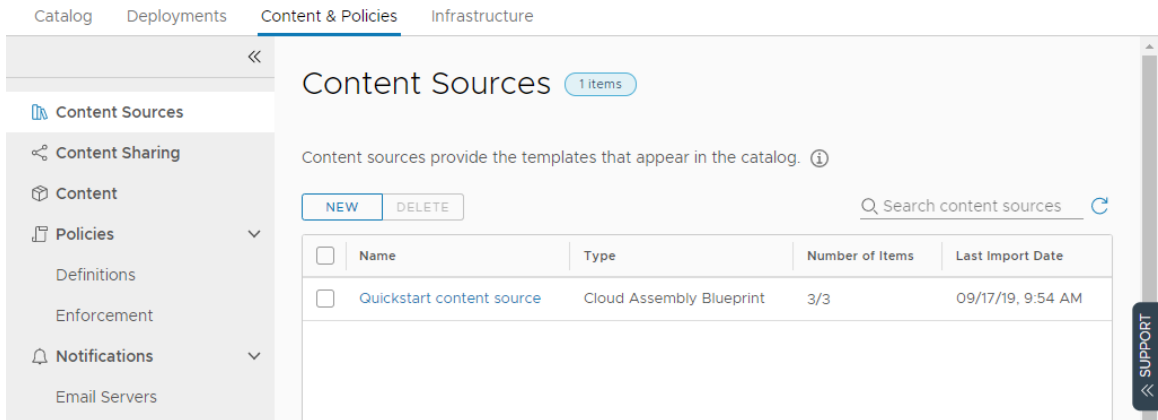 Catalog Deployments Content & Policies Infrastructure
Content Sources
Content Sharing
Content
Policies
Definitions
Enforcement
Notifications
Email Servers
Content Sources 1 items
Content sources provide the templates that appear in the catalog.
NEW DELETE Search content sources
Name Type Number of Items Last Import Date
Quickstart content source Cloud Assembly Blueprint 3/3 09/17/19, 9:54 AM
SUPPORT